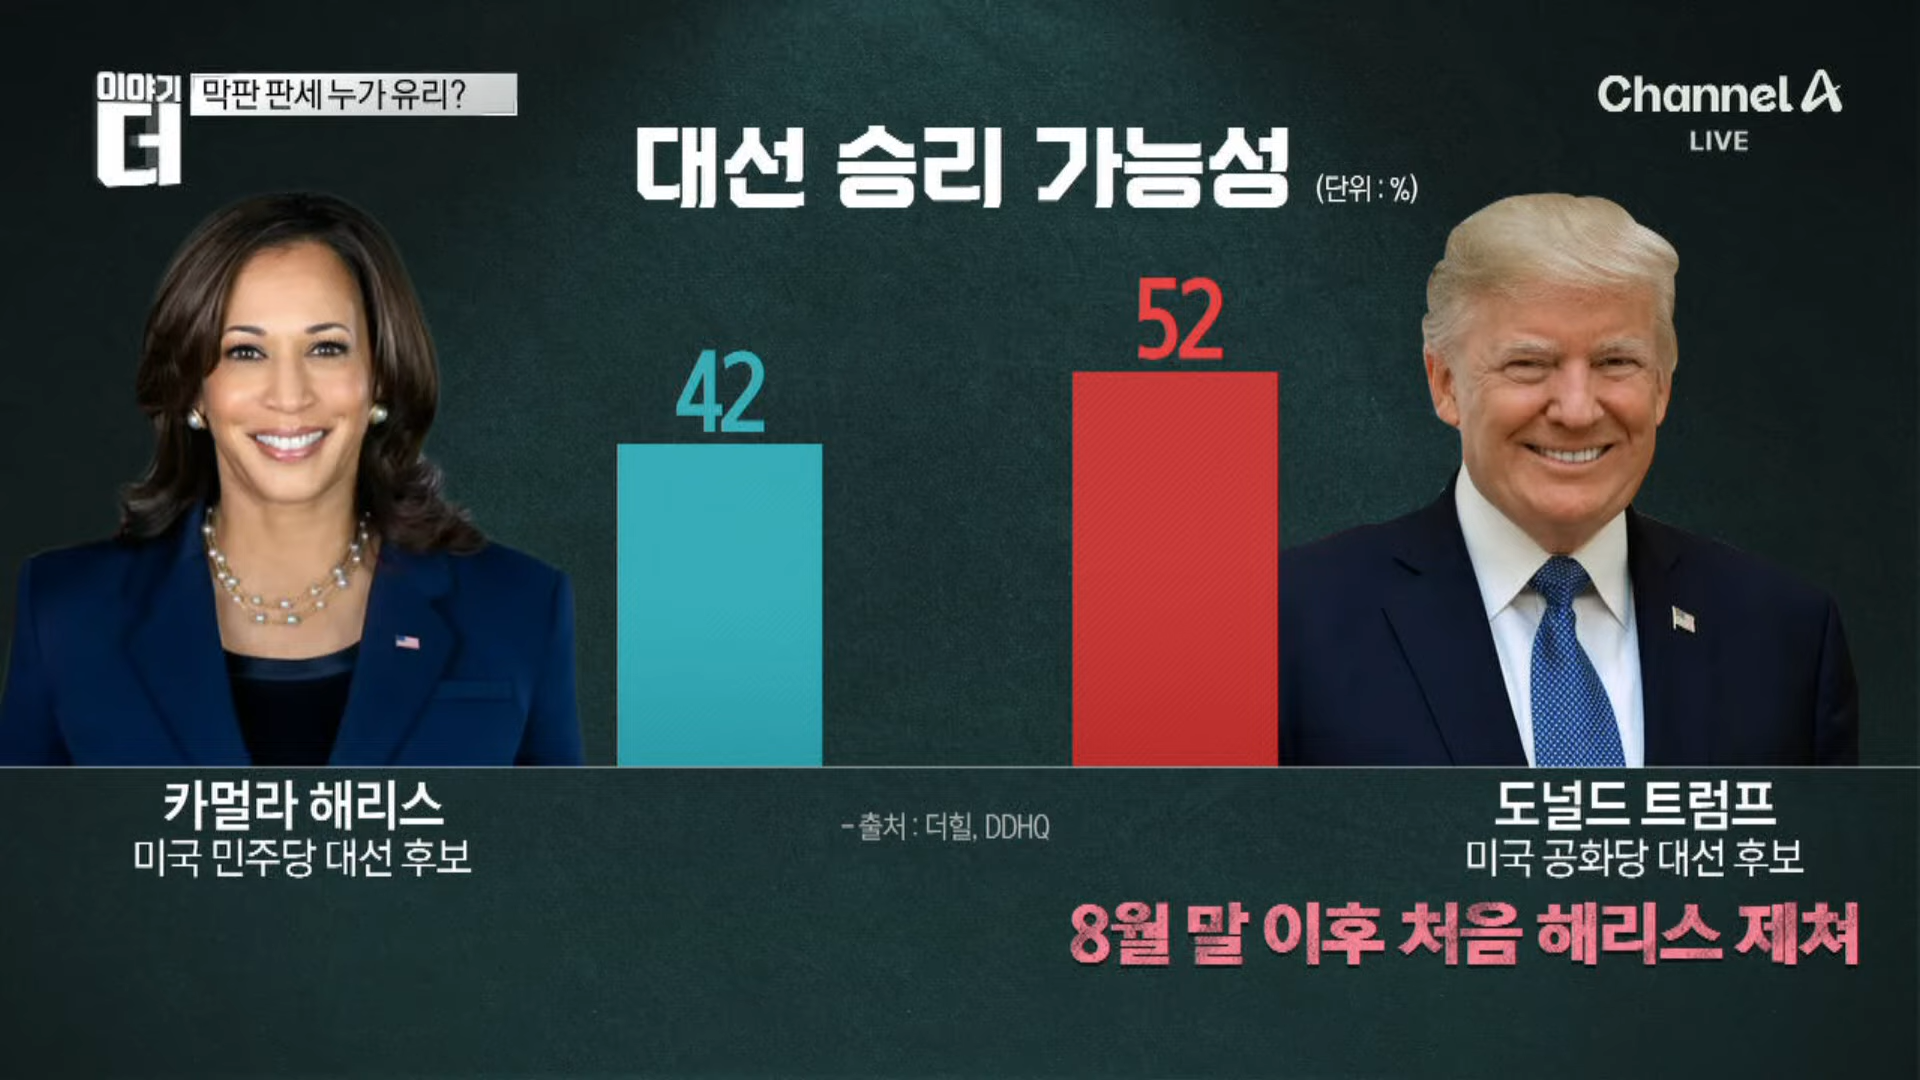 이야기
더
막판 판세 누가 유리?
Channel A
LIVE
대선 승리 가능성 (단위 : %)
42
52
카멀라 해리스
미국 민주당 대선 후보
- 출처 : 더힐, DDHQ
도널드 트럼프
미국 공화당 대선 후보
8월 말 이후 처음 해리스 제쳐